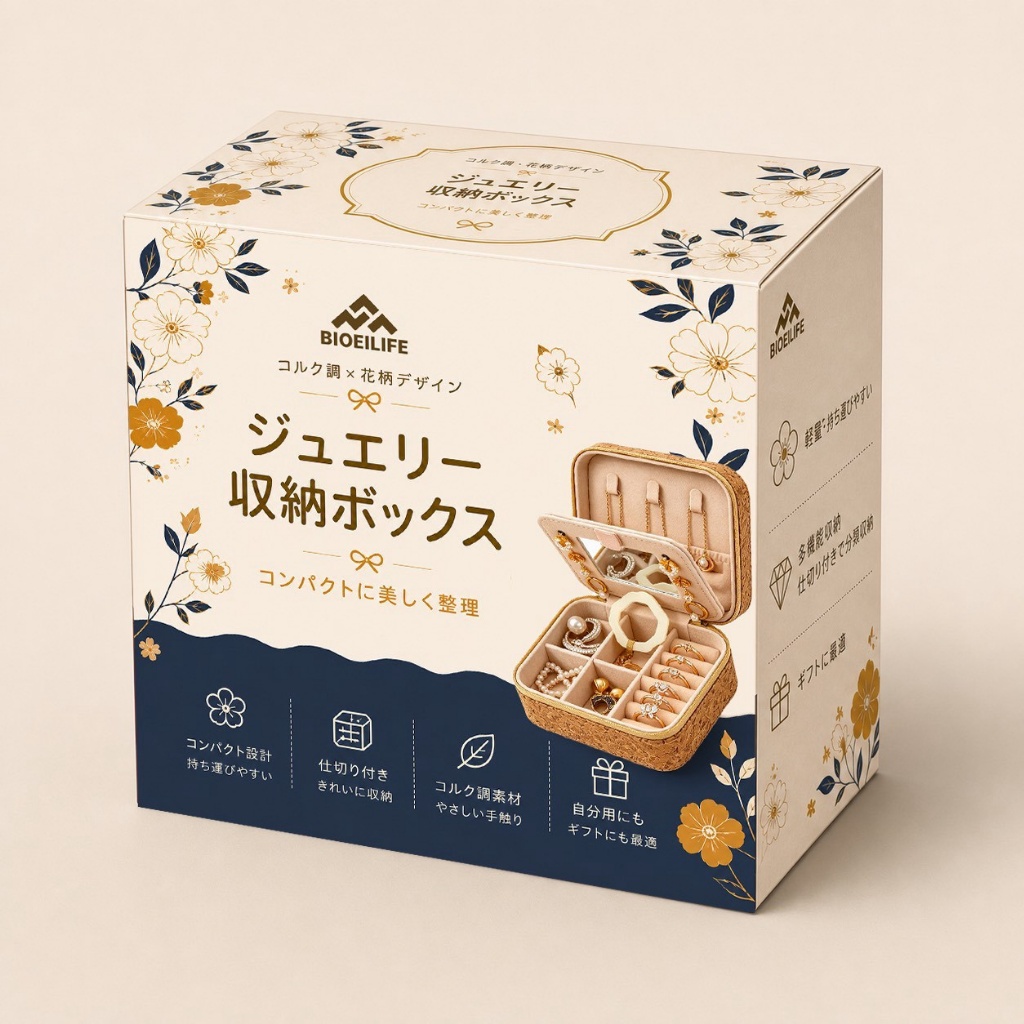 コルク調・花柄デザイン
ジュエリー
収納ボックス
コンパクトに美しく整理
BIOEILIFE
コルク調×花柄デザイン
ジュエリー
収納ボックス
コンパクトに美しく整理
コンパクト設計
持ち運びやすい
仕切り付き
きれいに収納
コルク調素材
やさしい手触り
自分用にも
ギフトにも最適
BIOEILIFE
軽量・持ち運びやすい
多機能収納
仕切り付きで分類収納
ギフトに最適